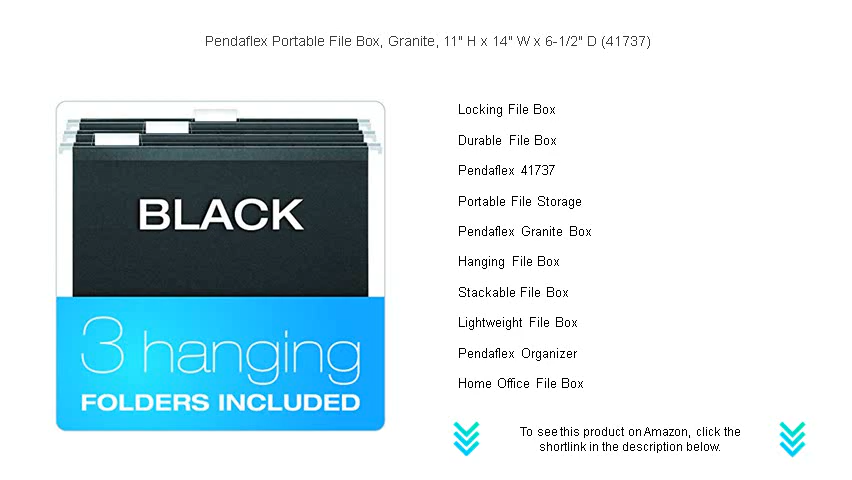 Pendaflex Portable File Box, Granite, 11" H x 14" W x 6-1/2" D (41737)
BLACK
3 hanging
FOLDERS INCLUDED
Locking File Box
Durable File Box
Pendaflex 41737
Portable File Storage
Pendaflex Granite Box
Hanging File Box
Stackable File Box
Lightweight File Box
Pendaflex Organizer
Home Office File Box
To see this product on Amazon, click the
shortlink in the description below.